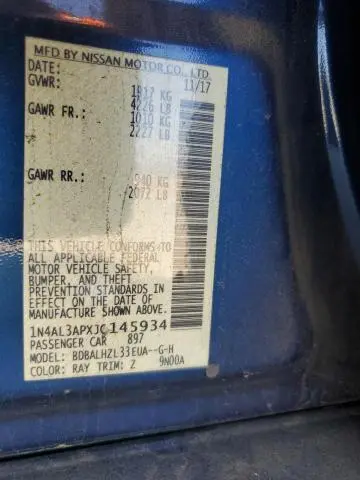 MFD BY NISSAN MOTOR CO., LTD.
DATE: 11/17
GVWR: 1917 KG
4226 LB
GAWR FR.: 1010 KG
2227 LB
GAWR RR.: 940 KG
2072 LB
THIS VEHICLE CONFORMS TO
ALL APPLICABLE FEDERAL
MOTOR VEHICLE SAFETY,
BUMPER, AND THEFT
PREVENTION STANDARDS IN
EFFECT ON THE DATE OF
MANUFACTURE SHOWN ABOVE.
1N4AL3APXJC145934
PASSENGER CAR 897
MODEL: BDBALHZL33EUA--G-H
COLOR: RAY TRIM: Z 9N00A